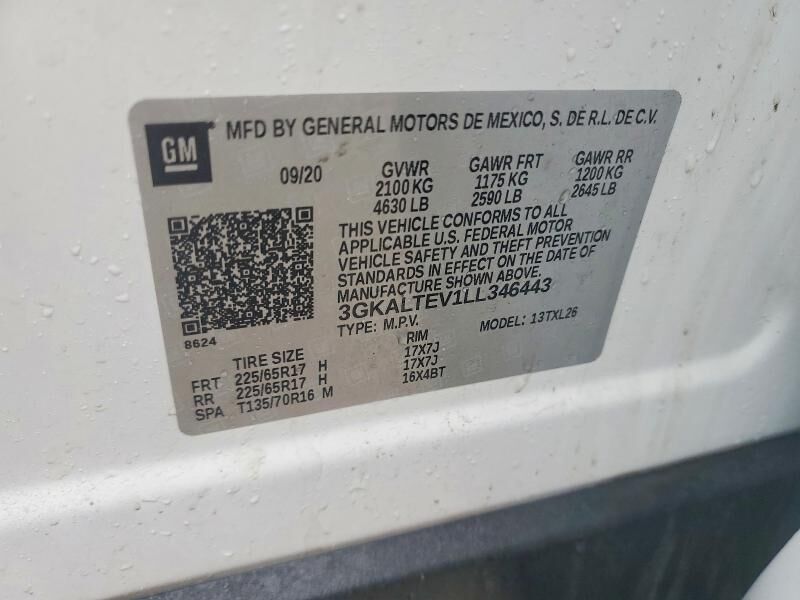 GM
MFD BY GENERAL MOTORS DE MEXICO, S. DE R.L. DE C.V.
09/20 GVWR GAWR FRT GAWR RR
2100 KG 1175 KG 1200 KG
4630 LB 2590 LB 2645 LB
THIS VEHICLE CONFORMS TO ALL
APPLICABLE U.S. FEDERAL MOTOR
VEHICLE SAFETY AND THEFT PREVENTION
STANDARDS IN EFFECT ON THE DATE OF
MANUFACTURE SHOWN ABOVE.
3GKALTEV1LL346443
TYPE: M.P.V. MODEL: 13TXL26
8624
TIRE SIZE RIM
FRT 225/65R17 H 17X7J
RR 225/65R17 H 17X7J
SPA T135/70R16 M 16X4BT